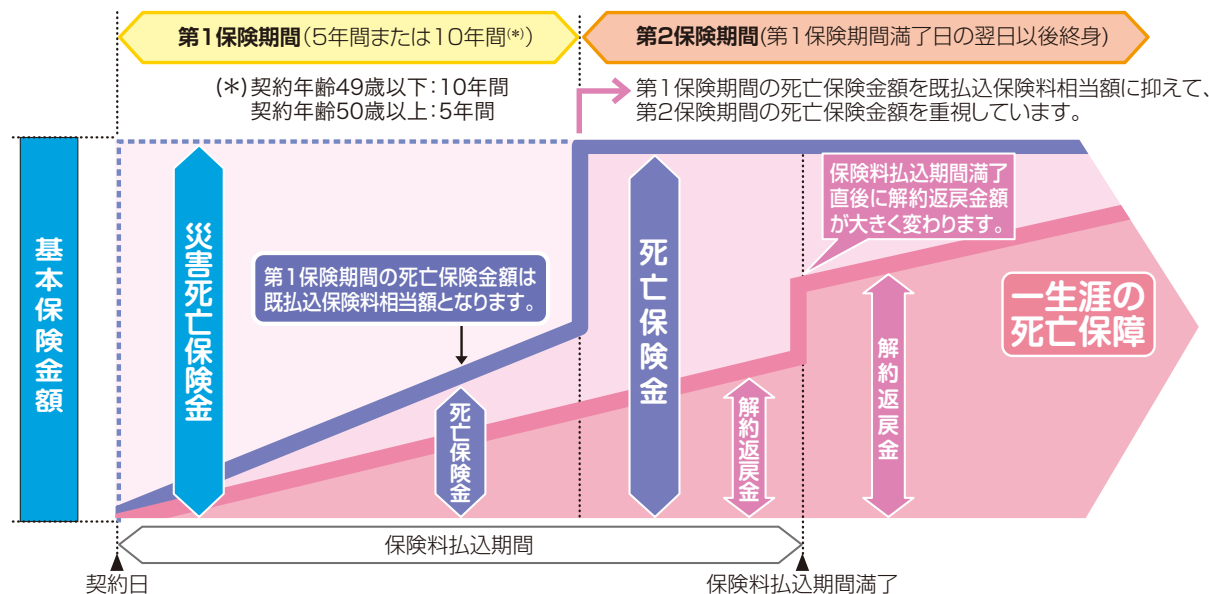 第1保険期間(5年間または10年間(*))
第2保険期間(第1保険期間満了日の翌日以後終身)
(*)契約年齢49歳以下:10年間
契約年齢50歳以上:5年間
第1保険期間の死亡保険金額を既払込保険料相当額に抑えて、
第2保険期間の死亡保険金額を重視しています。
基本保険金額
災害死亡保険金
第1保険期間の死亡保険金額は
既払込保険料相当額となります。
死亡保険金
死亡保険金
保険料払込期間満了
直後に解約返戻金額
が大きく変わります。
解約返戻金
解約返戻金
一生涯の
死亡保障
保険料払込期間
契約日
保険料払込期間満了